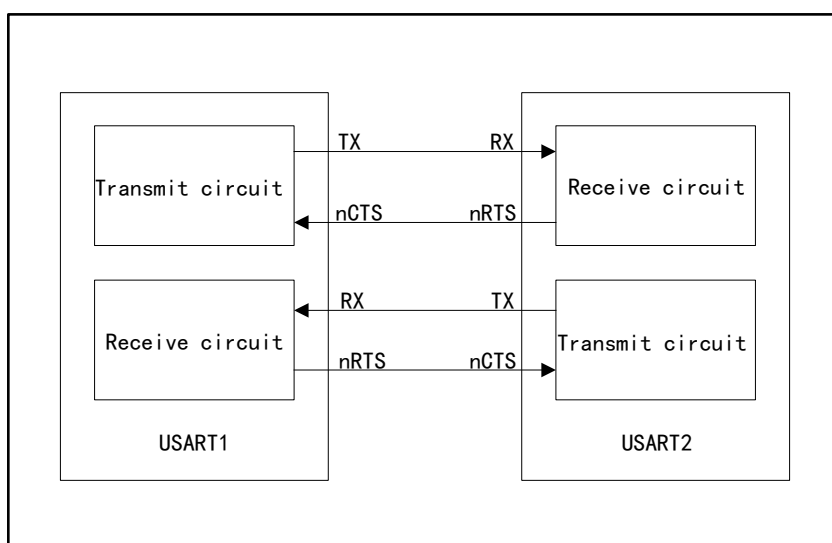 TX RX
Transmit circuit Receive circuit
nCTS nRTS
RX TX
Receive circuit Transmit circuit
nRTS nCTS
USART1 USART2